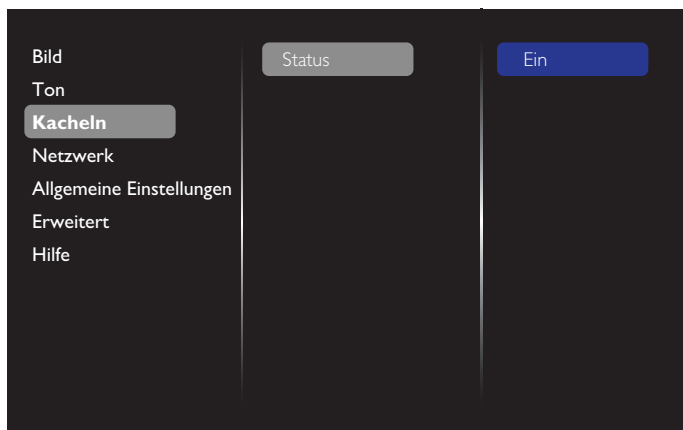 Bild
Ton
Kacheln
Netzwerk
Allgemeine Einstellungen
Erweitert
Hilfe
Status
Ein